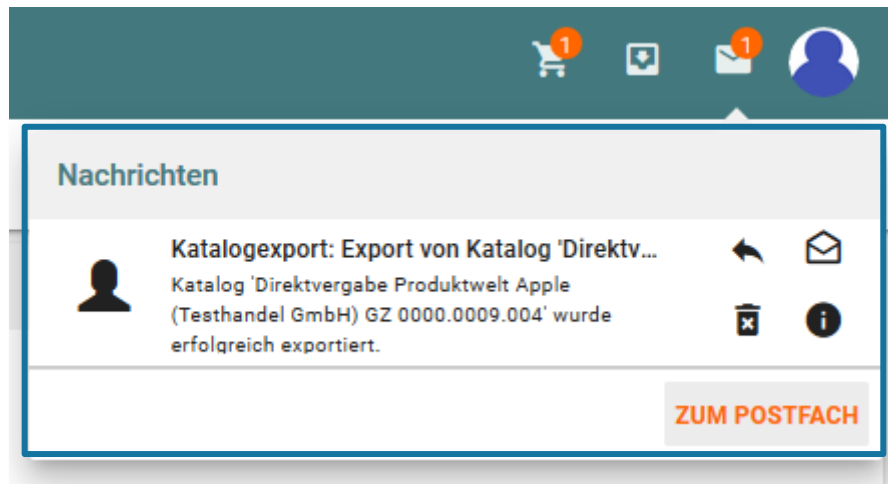 1
1
Nachrichten
Katalogexport: Export von Katalog 'Direktv...
Katalog 'Direktvergabe Produktwelt Apple
(Testhandel GmbH) GZ 0000.0009.004' wurde
erfolgreich exportiert.
ZUM POSTFACH